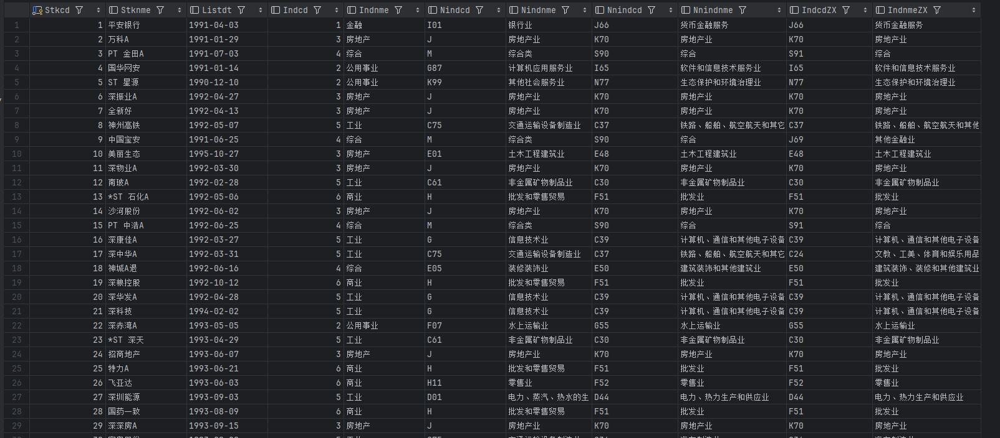 Stkcd Stknme Listdt Indcd Indnme Nindcd Nindnme Nnindcd Nnindnme IndcdZX IndnmeZX
1 1 平安银行 1991-04-03 1 金融 I01 银行业 J66 货币金融服务 J66 货币金融服务
2 2 万科A 1991-01-29 3 房地产 J 房地产业 K70 房地产业 K70 房地产业
3 3 PT 金田A 1991-07-03 4 综合 M 综合类 S90 综合 S91 综合
4 4 国华网安 1991-01-14 2 公用事业 G87 计算机应用服务业 I65 软件和信息技术服务业 I65 软件和信息技术服务业
5 5 ST 星源 1990-12-10 2 公用事业 K99 其他社会服务业 N77 生态保护和环境治理业 N77 生态保护和环境治理业
6 6 深振业A 1992-04-27 3 房地产 J 房地产业 K70 房地产业 K70 房地产业
7 7 全新好 1992-04-13 3 房地产 J 房地产业 K70 房地产业 K70 房地产业
8 8 神州高铁 1992-05-07 5 工业 C75 交通运输设备制造业 C37 铁路、船舶、航空航天和其它 C37 铁路、船舶、航空航天和其他
9 9 中国宝安 1991-06-25 4 综合 M 综合类 S90 综合 J69 其他金融业
10 10 美丽生态 1995-10-27 3 房地产 E01 土木工程建筑业 E48 土木工程建筑业 E48 土木工程建筑业
11 11 深物业A 1992-03-30 3 房地产 J 房地产业 K70 房地产业 K70 房地产业
12 12 南玻A 1992-02-28 5 工业 C61 非金属矿物制品业 C30 非金属矿物制品业 C30 非金属矿物制品业
13 13 *ST 石化A 1992-05-06 6 商业 H 批发和零售贸易 F51 批发业 F51 批发业
14 14 沙河股份 1992-06-02 3 房地产 J 房地产业 K70 房地产业 K70 房地产业
15 15 PT 中浩A 1992-06-25 4 综合 M 综合类 S90 综合 S91 综合
16 16 深康佳A 1992-03-27 5 工业 G 信息技术业 C39 计算机、通信和其他电子设备 C39 计算机、通信和其他电子设备
17 17 深中华A 1992-03-31 5 工业 C75 交通运输设备制造业 C37 铁路、船舶、航空航天和其它 C24 文教、工美、体育和娱乐用品
18 18 神城A退 1992-06-16 4 综合 E05 装修装饰业 E50 建筑装饰和其他建筑业 E50 建筑装饰、装修和其他建筑业
19 19 深粮控股 1992-10-12 6 商业 H 批发和零售贸易 F51 批发业 F51 批发业
20 20 深华发A 1992-04-28 5 工业 G 信息技术业 C39 计算机、通信和其他电子设备 C39 计算机、通信和其他电子设备
21 21 深科技 1994-02-02 5 工业 G 信息技术业 C39 计算机、通信和其他电子设备 C39 计算机、通信和其他电子设备
22 22 深赤湾A 1993-05-05 2 公用事业 F07 水上运输业 G55 水上运输业 G55 水上运输业
23 23 *ST 深天 1993-04-29 5 工业 C61 非金属矿物制品业 C30 非金属矿物制品业 C30 非金属矿物制品业
24 24 招商地产 1993-06-07 3 房地产 J 房地产业 K70 房地产业 K70 房地产业
25 25 特力A 1993-06-21 6 商业 H 批发和零售贸易 F51 批发业 F51 批发业
26 26 飞亚达 1993-06-03 6 商业 H11 零售业 F52 零售业 F52 零售业
27 27 深圳能源 1993-09-03 5 工业 D01 电力、蒸汽、热水的生 D44 电力、热力生产和供应业 D44 电力、热力生产和供应业
28 28 国药一致 1993-08-09 6 商业 H 批发和零售贸易 F51 批发业 F51 批发业
29 29 深深房A 1993-09-15 3 房地产 J 房地产业 K70 房地产业 K70 房地产业